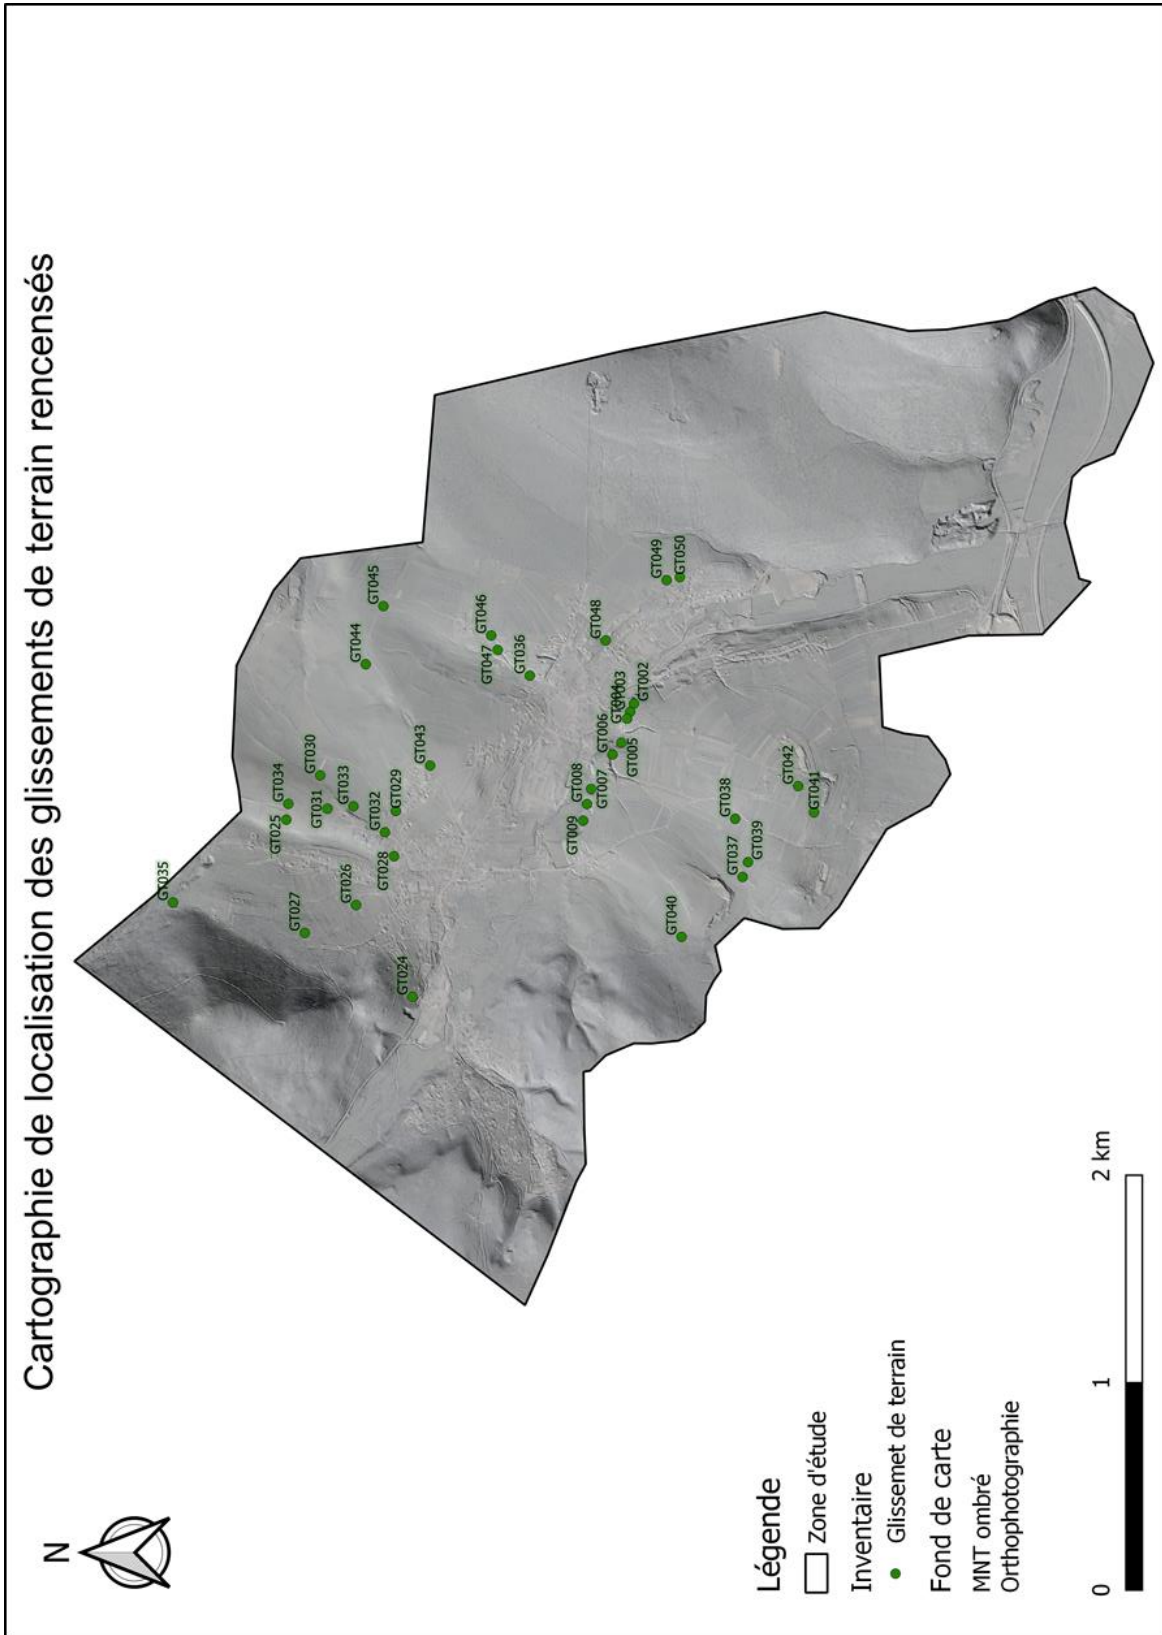 Cartographie de localisation des glissements de terrain rencensés
N
GT035
GT027
GT026
GT024
GT025
GT034
GT030
GT031
GT033
GT032
GT028
GT029
GT043
GT044
GT045
GT046
GT047
GT036
GT048
GT049
GT050
GT002
GT003
GT004
GT005
GT006
GT007
GT008
GT009
GT037
GT038
GT039
GT040
GT041
GT042
Légende
Zone d'étude
Inventaire
Glissemet de terrain
Fond de carte
MNT ombré
Orthophotographie
0 1 2 km